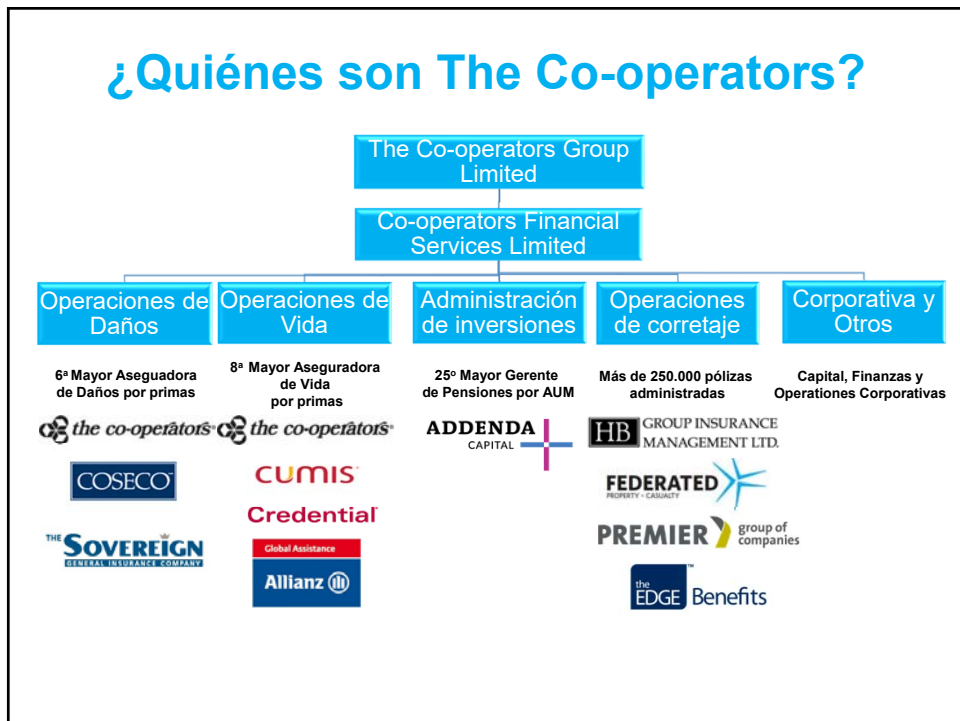 ¿Quiénes son The Co-operators?
The Co-operators Group
Limited
Co-operators Financial
Services Limited
Operaciones de
Daños
Operaciones de
Vida
Administración
de inversiones
Operaciones
de corretaje
Corporativa y
Otros
6ª Mayor Aseguadora
de Daños por primas
8ª Mayor Aseguradora
de Vida
por primas
25º Mayor Gerente
de Pensiones por AUM
Más de 250.000 pólizas
administradas
Capital, Finanzas y
Operationes Corporativas
the co-operators®
COSECO™
THE SOVEREIGN
GENERAL INSURANCE COMPANY
the co-operators®
CUMIS
Credential
Global Assistance
Allianz
ADDENDA
CAPITAL
HB GROUP INSURANCE
MANAGEMENT LTD.
FEDERATED
PROPERTY - CASUALTY
PREMIER group of
companies
the
EDGE Benefits™